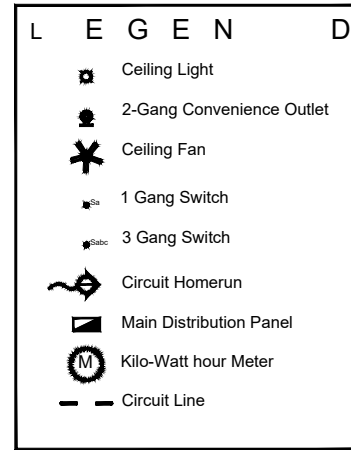 L E G E N D
Ceiling Light
2-Gang Convenience Outlet
Ceiling Fan
Sa 1 Gang Switch
Sabc 3 Gang Switch
Circuit Homerun
Main Distribution Panel
M Kilo-Watt hour Meter
Circuit Line